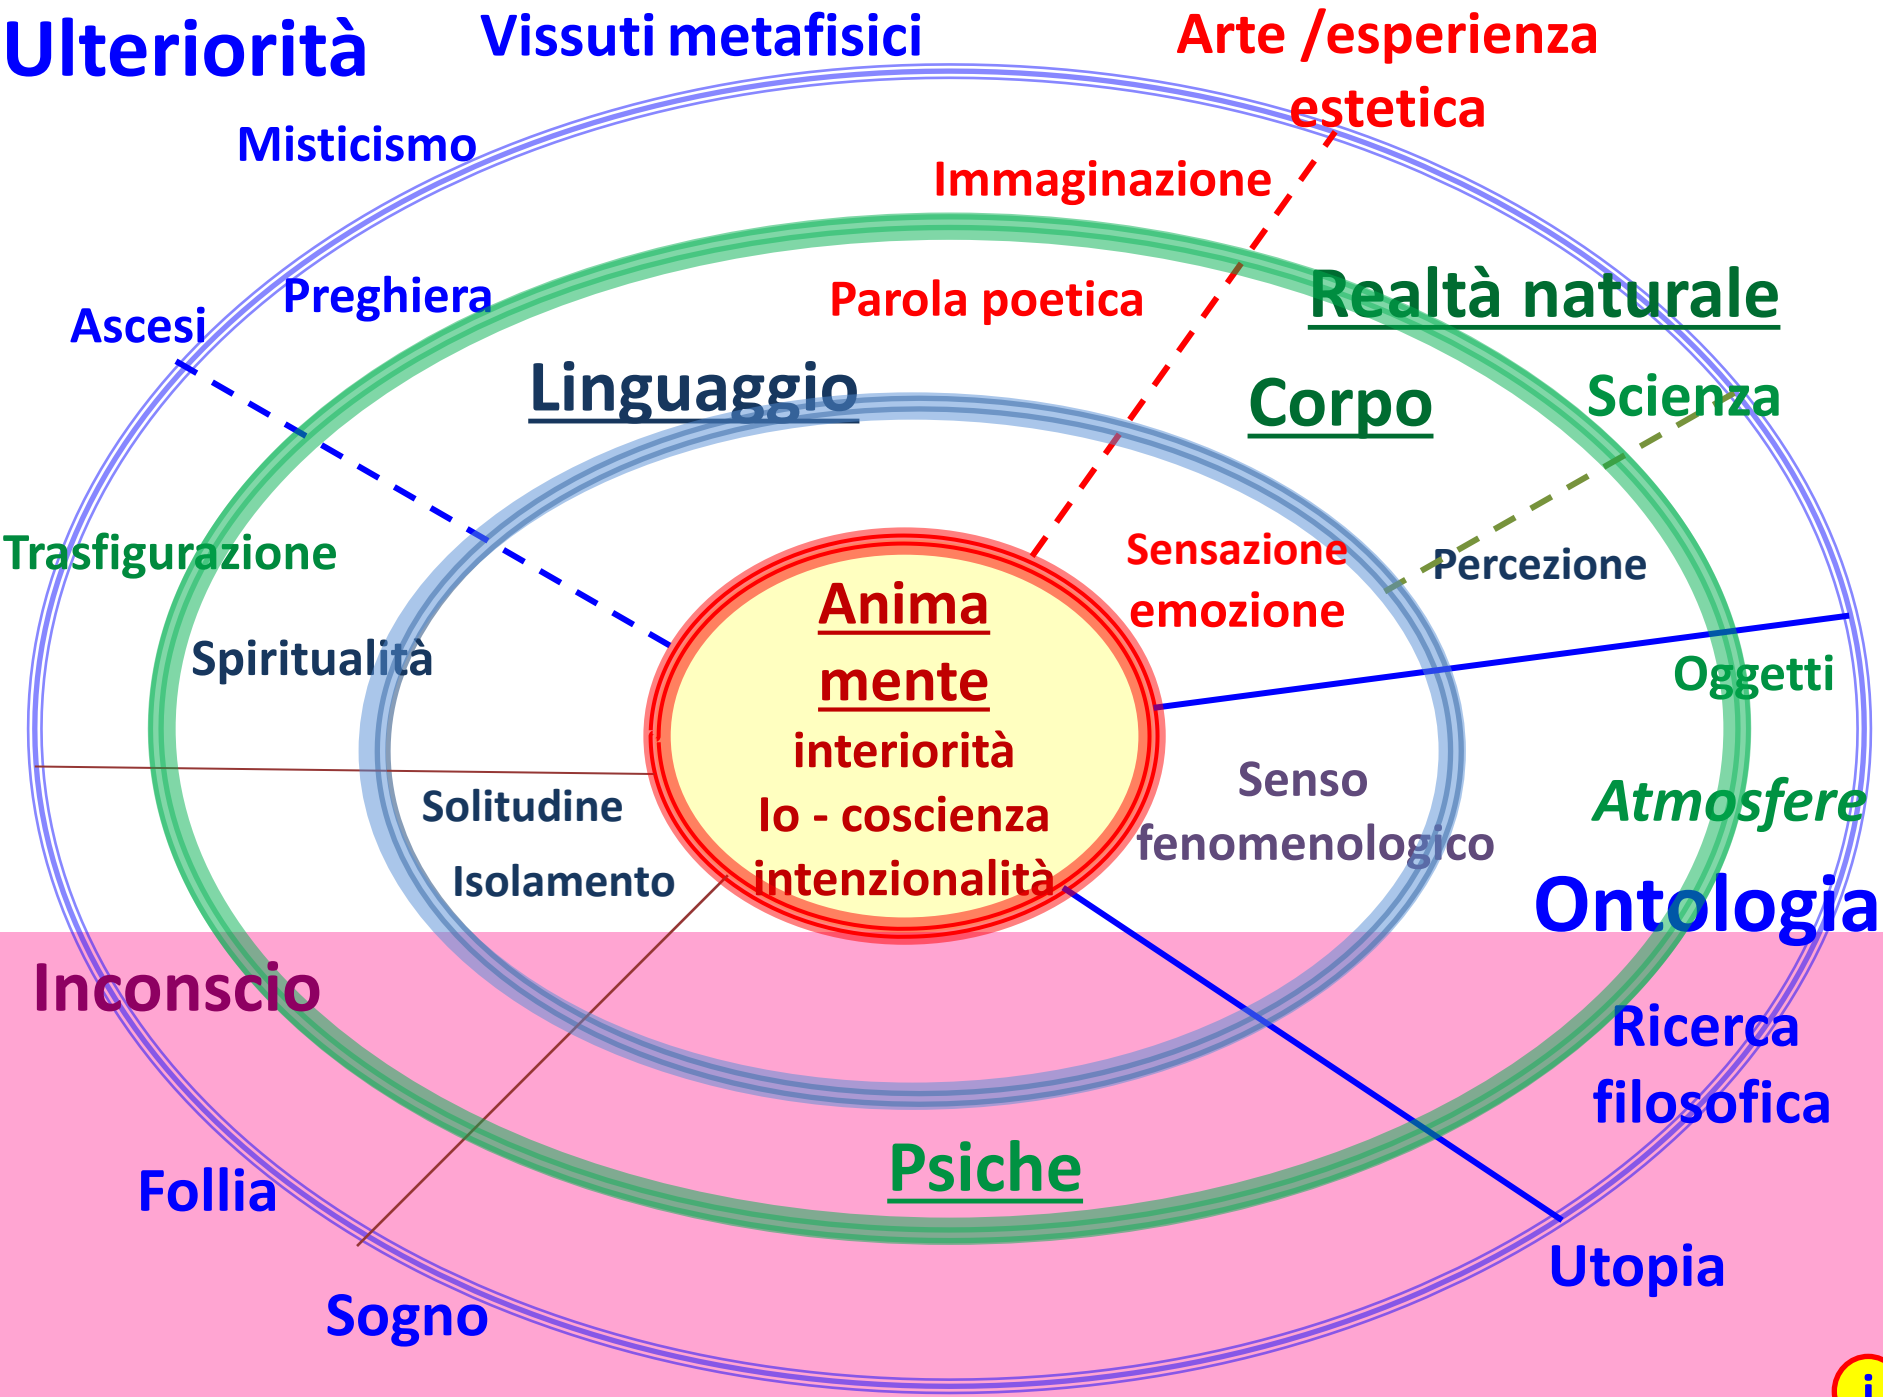 Ulteriorità
Vissuti metafisici
Arte /esperienza
estetica
Misticismo
Immaginazione
Preghiera
Ascesi
Parola poetica
Realtà naturale
Linguaggio
Corpo
Scienza
Trasfigurazione
Sensazione
emozione
Percezione
Spiritualità
Anima
mente
interiorità
Io - coscienza
intenzionalità
Oggetti
Solitudine
Isolamento
Senso
fenomenologico
Atmosfere
Ontologia
Inconscio
Ricerca
filosofica
Psiche
Follia
Utopia
Sogno
i